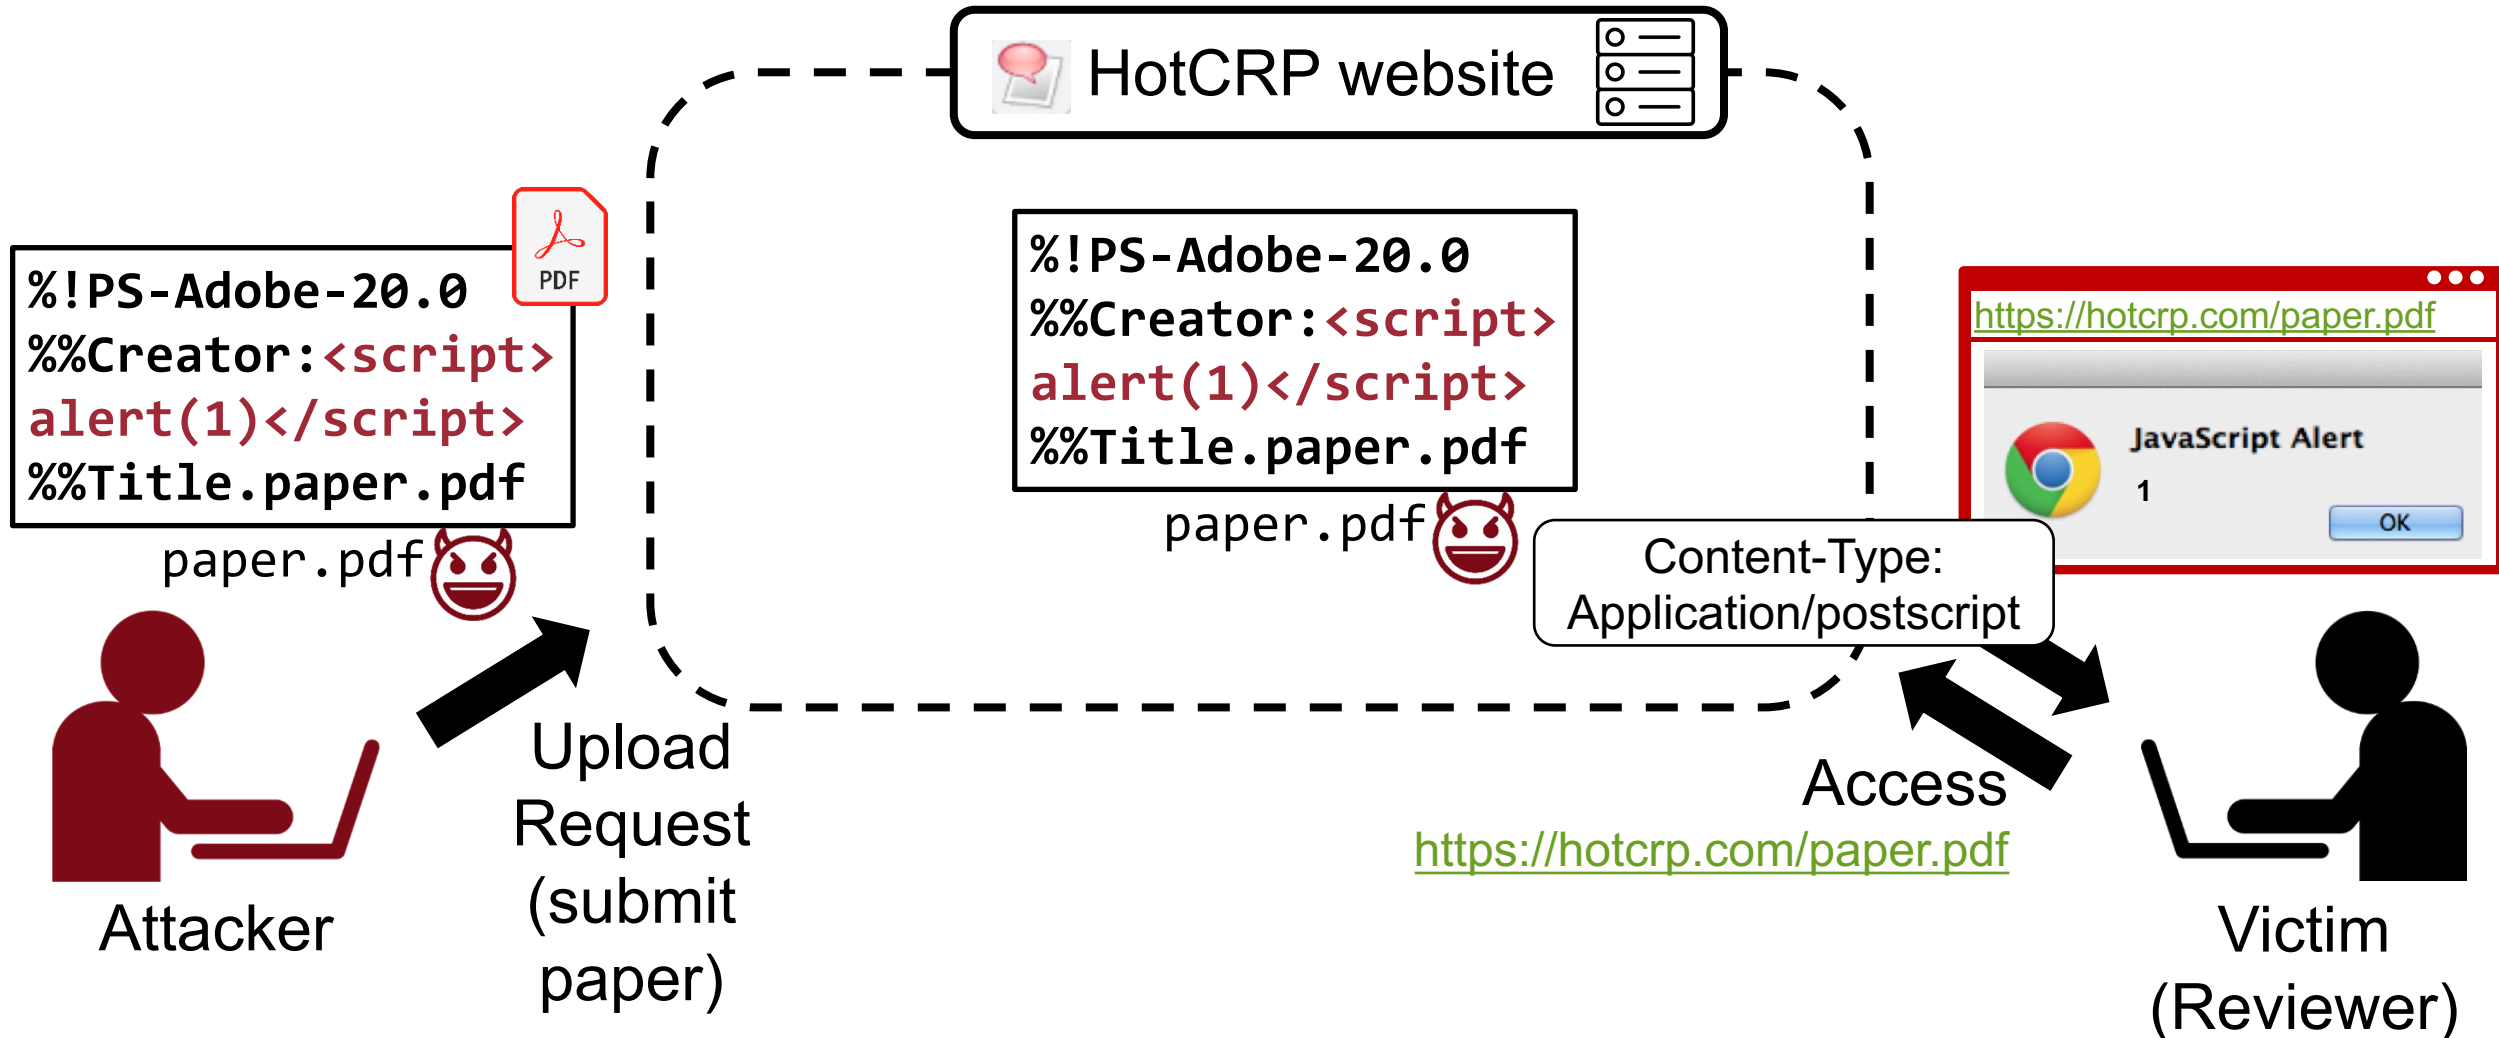 HotCRP website
PDF
%!PS-Adobe-20.0
%%Creator:<script>
alert(1)</script>
%%Title.paper.pdf
paper.pdf
%!PS-Adobe-20.0
%%Creator:<script>
alert(1)</script>
%%Title.paper.pdf
paper.pdf
https://hotcrp.com/paper.pdf
JavaScript Alert
1
OK
Content-Type:
Application/postscript
Upload
Request
(submit
paper)
Access
https://hotcrp.com/paper.pdf
Attacker
Victim
(Reviewer)